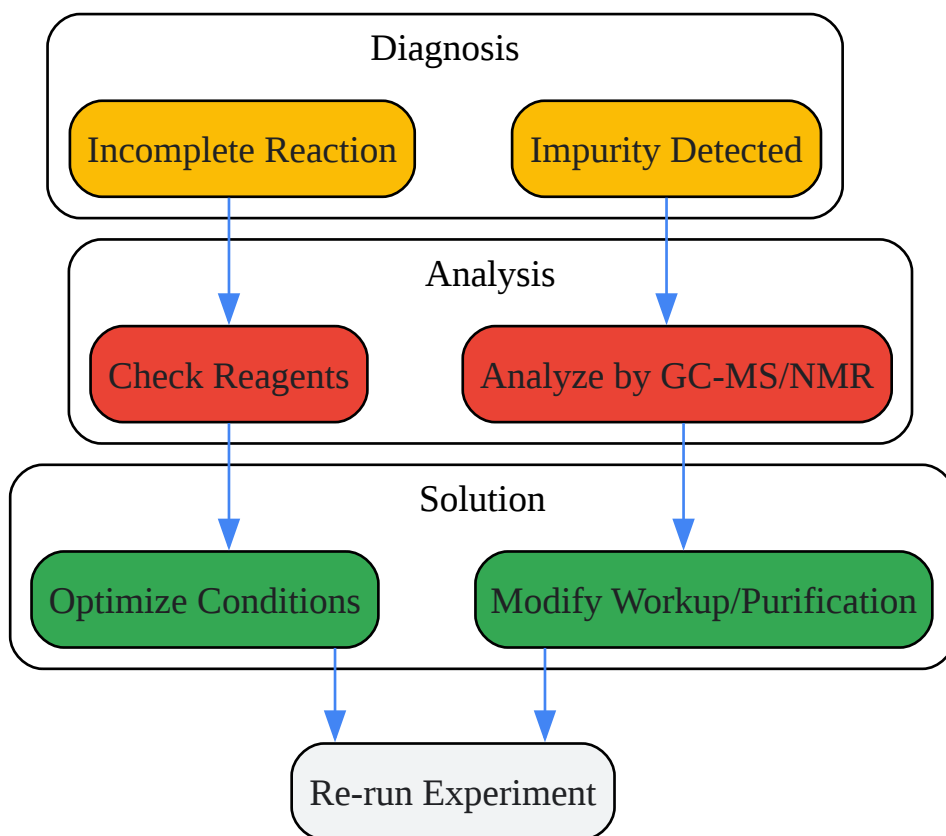 Diagnosis
Incomplete Reaction
Impurity Detected
Analysis
Check Reagents
Analyze by GC-MS/NMR
Solution
Optimize Conditions
Modify Workup/Purification
Re-run Experiment